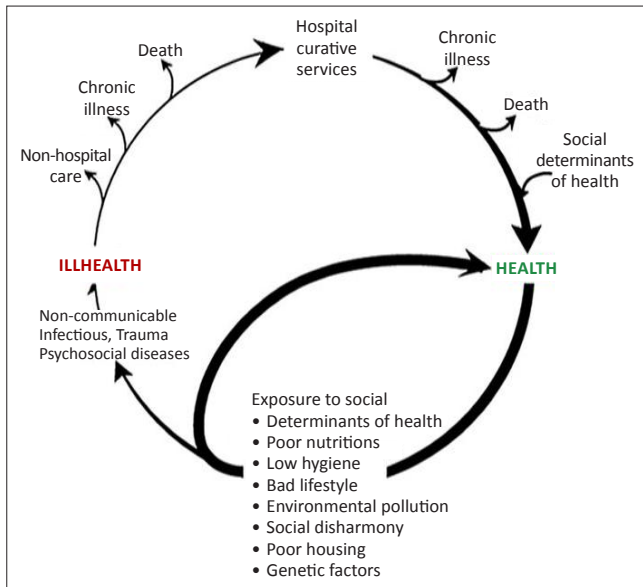 Hospital
curative
services
Death
Chronic
illness
Non-hospital
care
Chronic
illness
Death
Social
determinants
of health
ILLHEALTH
HEALTH
Non-communicable
Infectious, Trauma
Psychosocial diseases
Exposure to social
• Determinants of health
• Poor nutritions
• Low hygiene
• Bad lifestyle
• Environmental pollution
• Social disharmony
• Poor housing
• Genetic factors